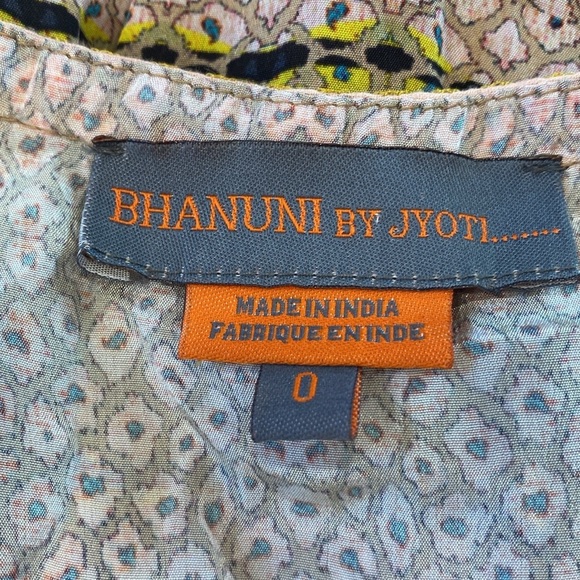 BHANUNI BY JYOTI........
MADE IN INDIA
FABRIQUE EN INDE
0